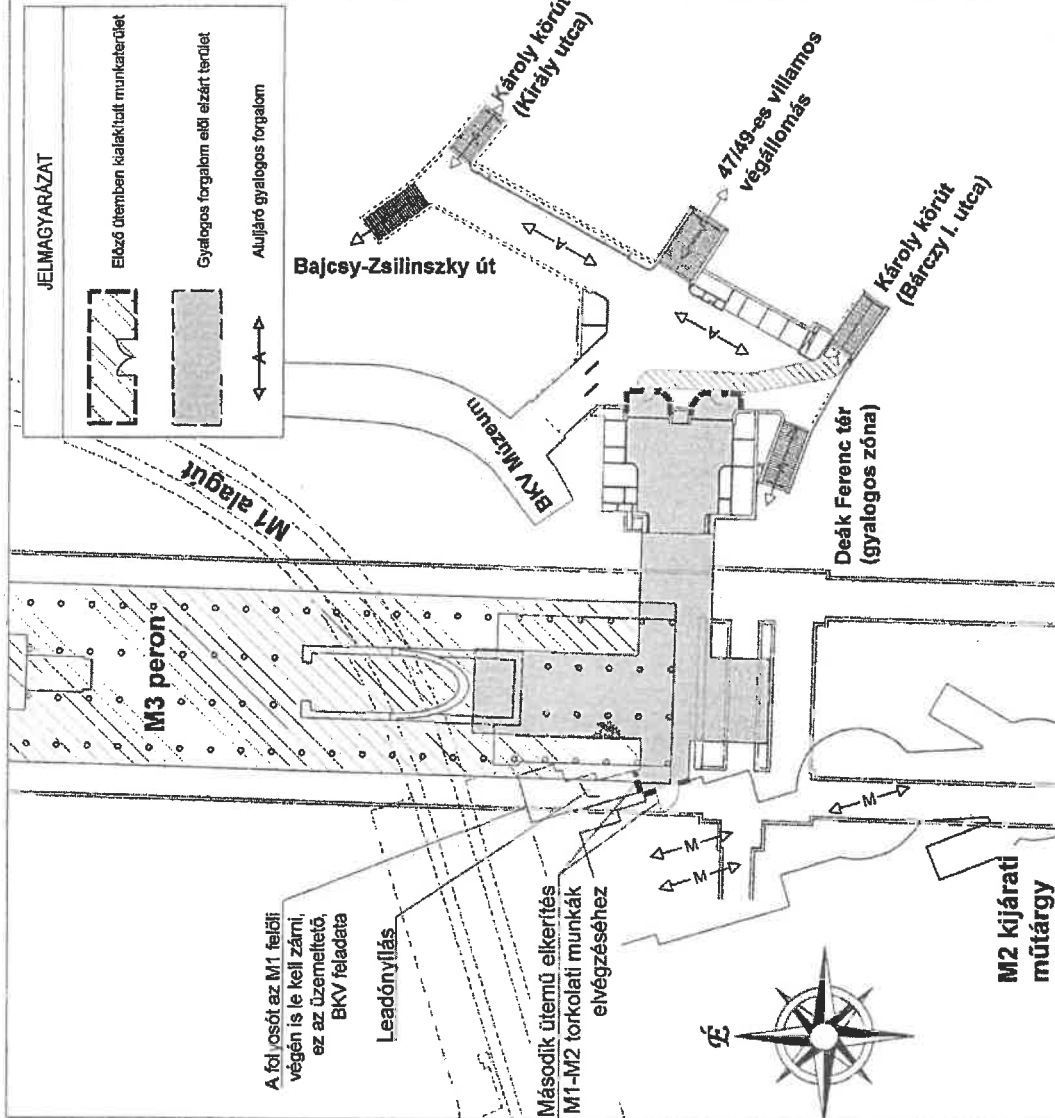 JELMAGYARÁZAT
Előző ütemben kialakított munkaterület
Gyalogos forgalom elől elzárt terület
A
Aluljáró gyalogos forgalom
Károly körút
(Király utca)
47/49-es villamos
végállomás
Károly körút
(Bárczy I. utca)
Bajcsy-Zsilinszky út
A
A
BKV Múzeum
M1 alagút
Deák Ferenc tér
(gyalogos zóna)
M3 peron
A folyosót az M1 felőli
végén is le kell zárni,
ez az üzemeltető,
BKV feladata
Leadónyílás
Második ütemű elkerítés
M1-M2 torkolati munkák
elvégzéséhez
M
M
M
M2 kijárati
műtárgy
É